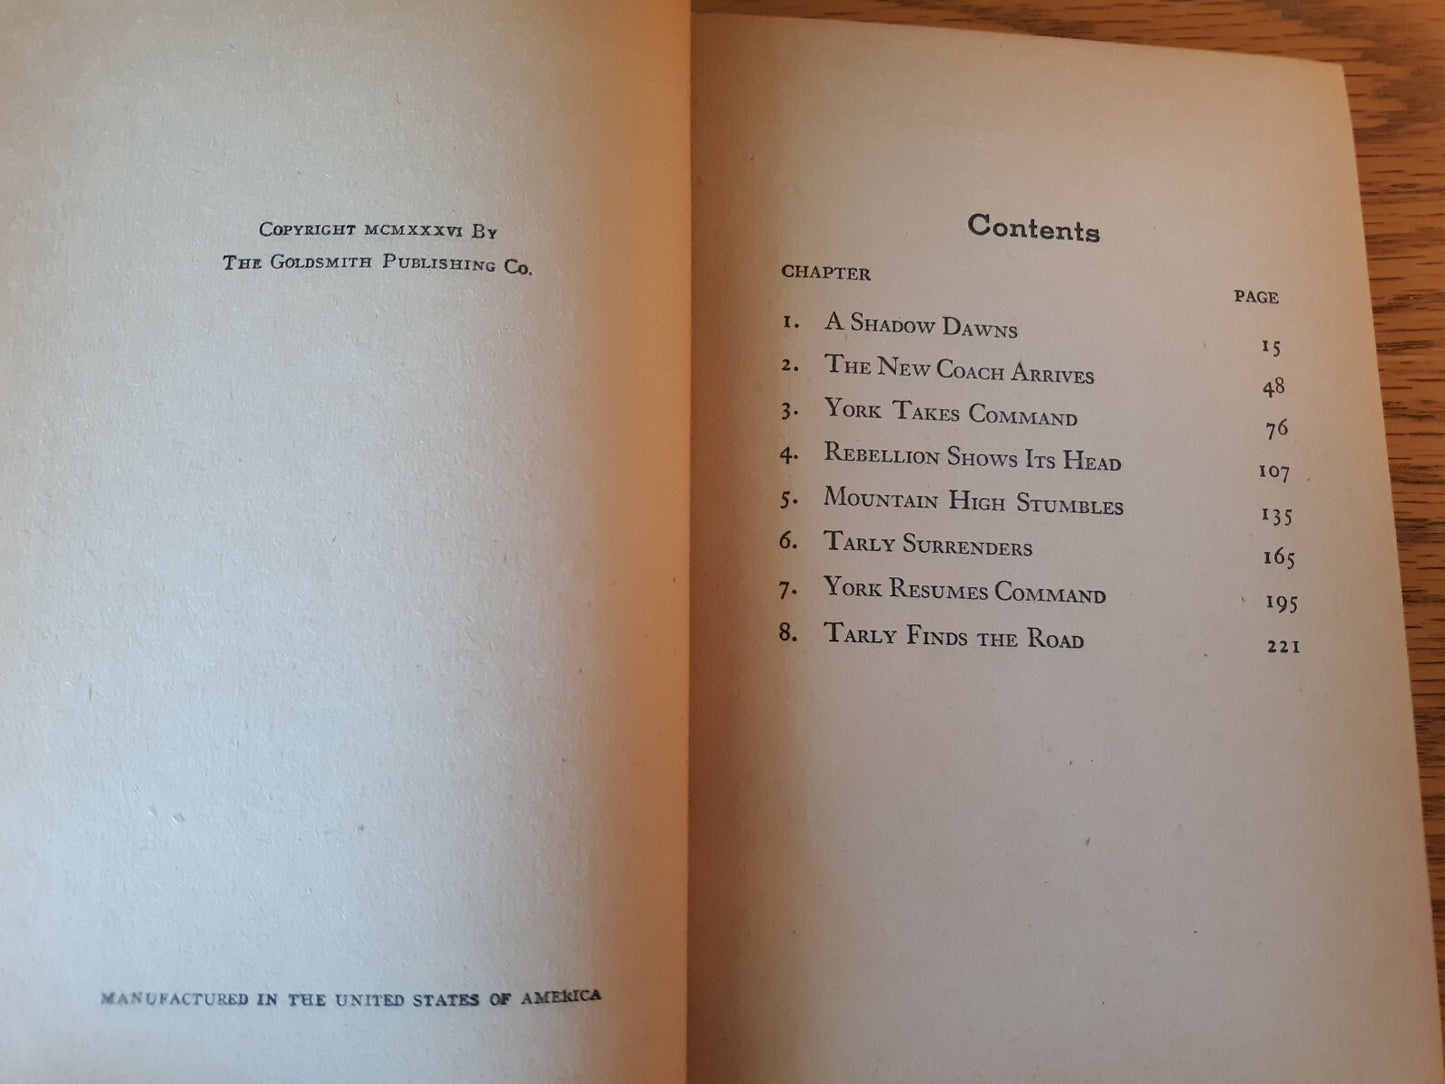 Copyright MCMXXXVI By
The Goldsmith Publishing Co.
MANUFACTURED IN THE UNITED STATES OF AMERICA
Contents
CHAPTER PAGE
1. A Shadow Dawns 15
2. The New Coach Arrives 48
3. York Takes Command 76
4. Rebellion Shows Its Head 107
5. Mountain High Stumbles 135
6. Tarly Surrenders 165
7. York Resumes Command 195
8. Tarly Finds the Road 221